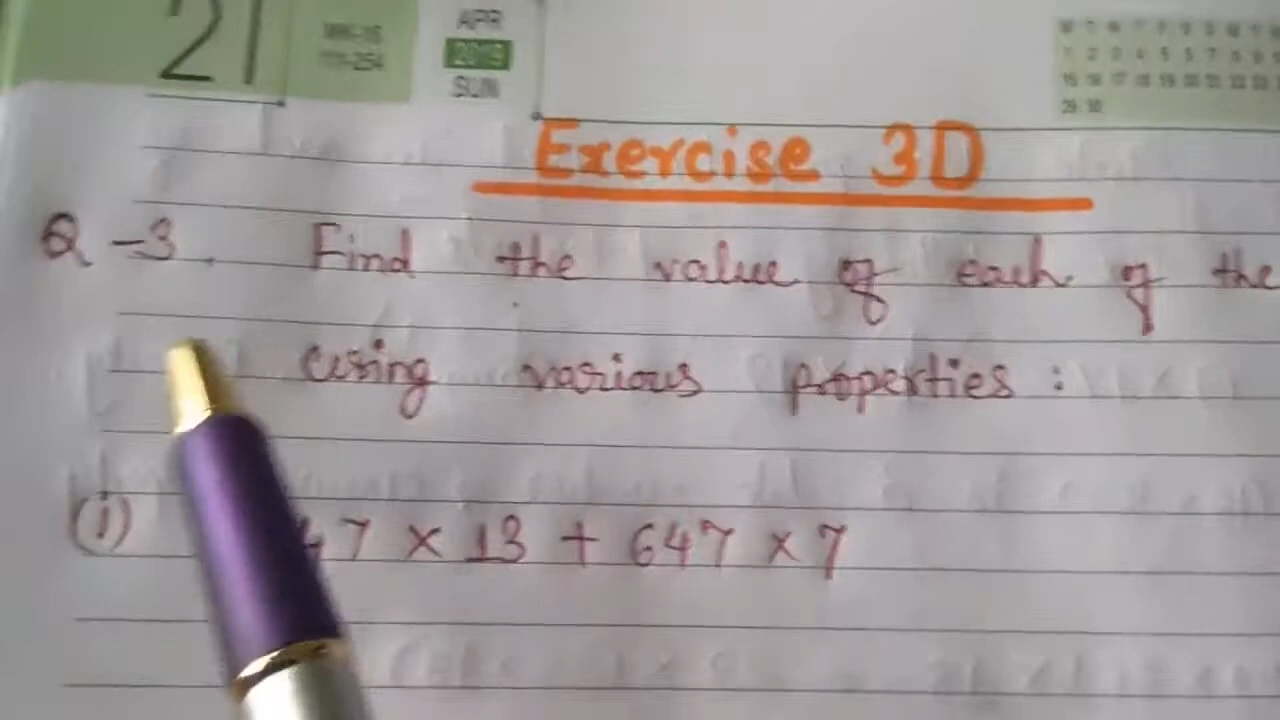 21
APR
2019
SUN
Exercise 3D
Q-3. Find the value of each of the
using various properties:
(i) 47 × 13 + 647 × 7